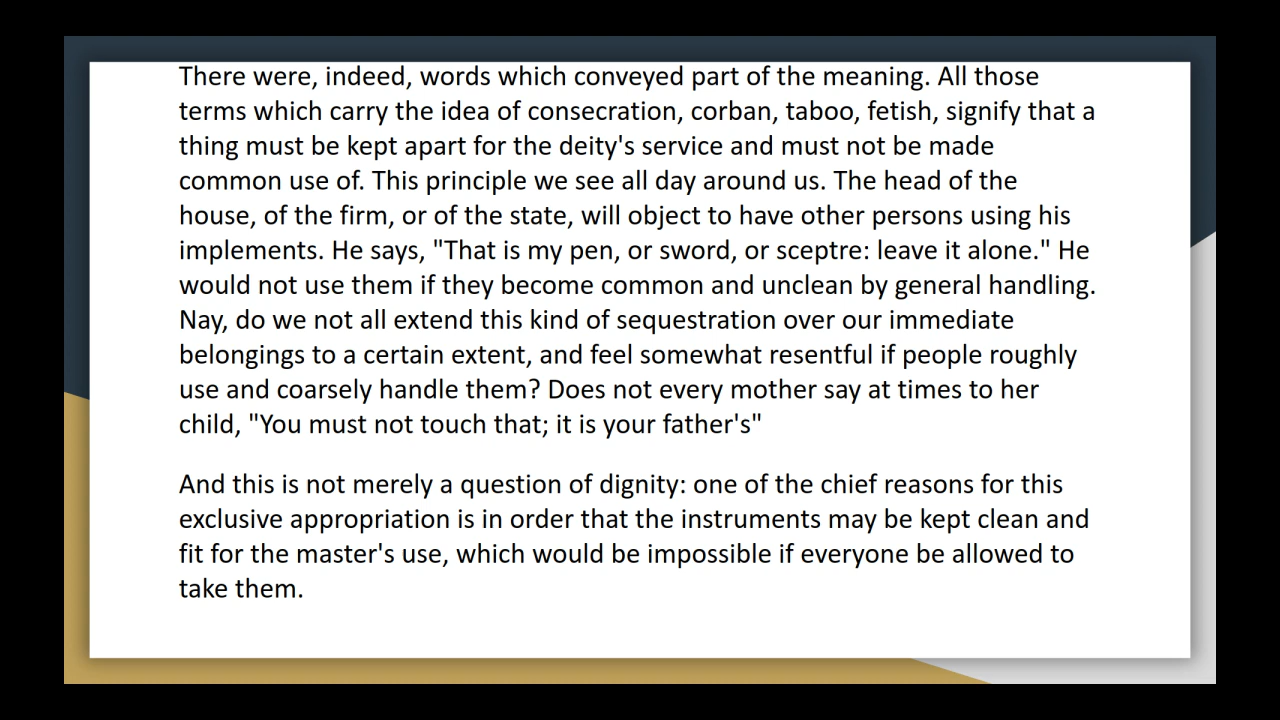 There were, indeed, words which conveyed part of the meaning. All those
terms which carry the idea of consecration, corban, taboo, fetish, signify that a
thing must be kept apart for the deity's service and must not be made
common use of. This principle we see all day around us. The head of the
house, of the firm, or of the state, will object to have other persons using his
implements. He says, "That is my pen, or sword, or sceptre: leave it alone." He
would not use them if they become common and unclean by general handling.
Nay, do we not all extend this kind of sequestration over our immediate
belongings to a certain extent, and feel somewhat resentful if people roughly
use and coarsely handle them? Does not every mother say at times to her
child, "You must not touch that; it is your father's"
And this is not merely a question of dignity: one of the chief reasons for this
exclusive appropriation is in order that the instruments may be kept clean and
fit for the master's use, which would be impossible if everyone be allowed to
take them.